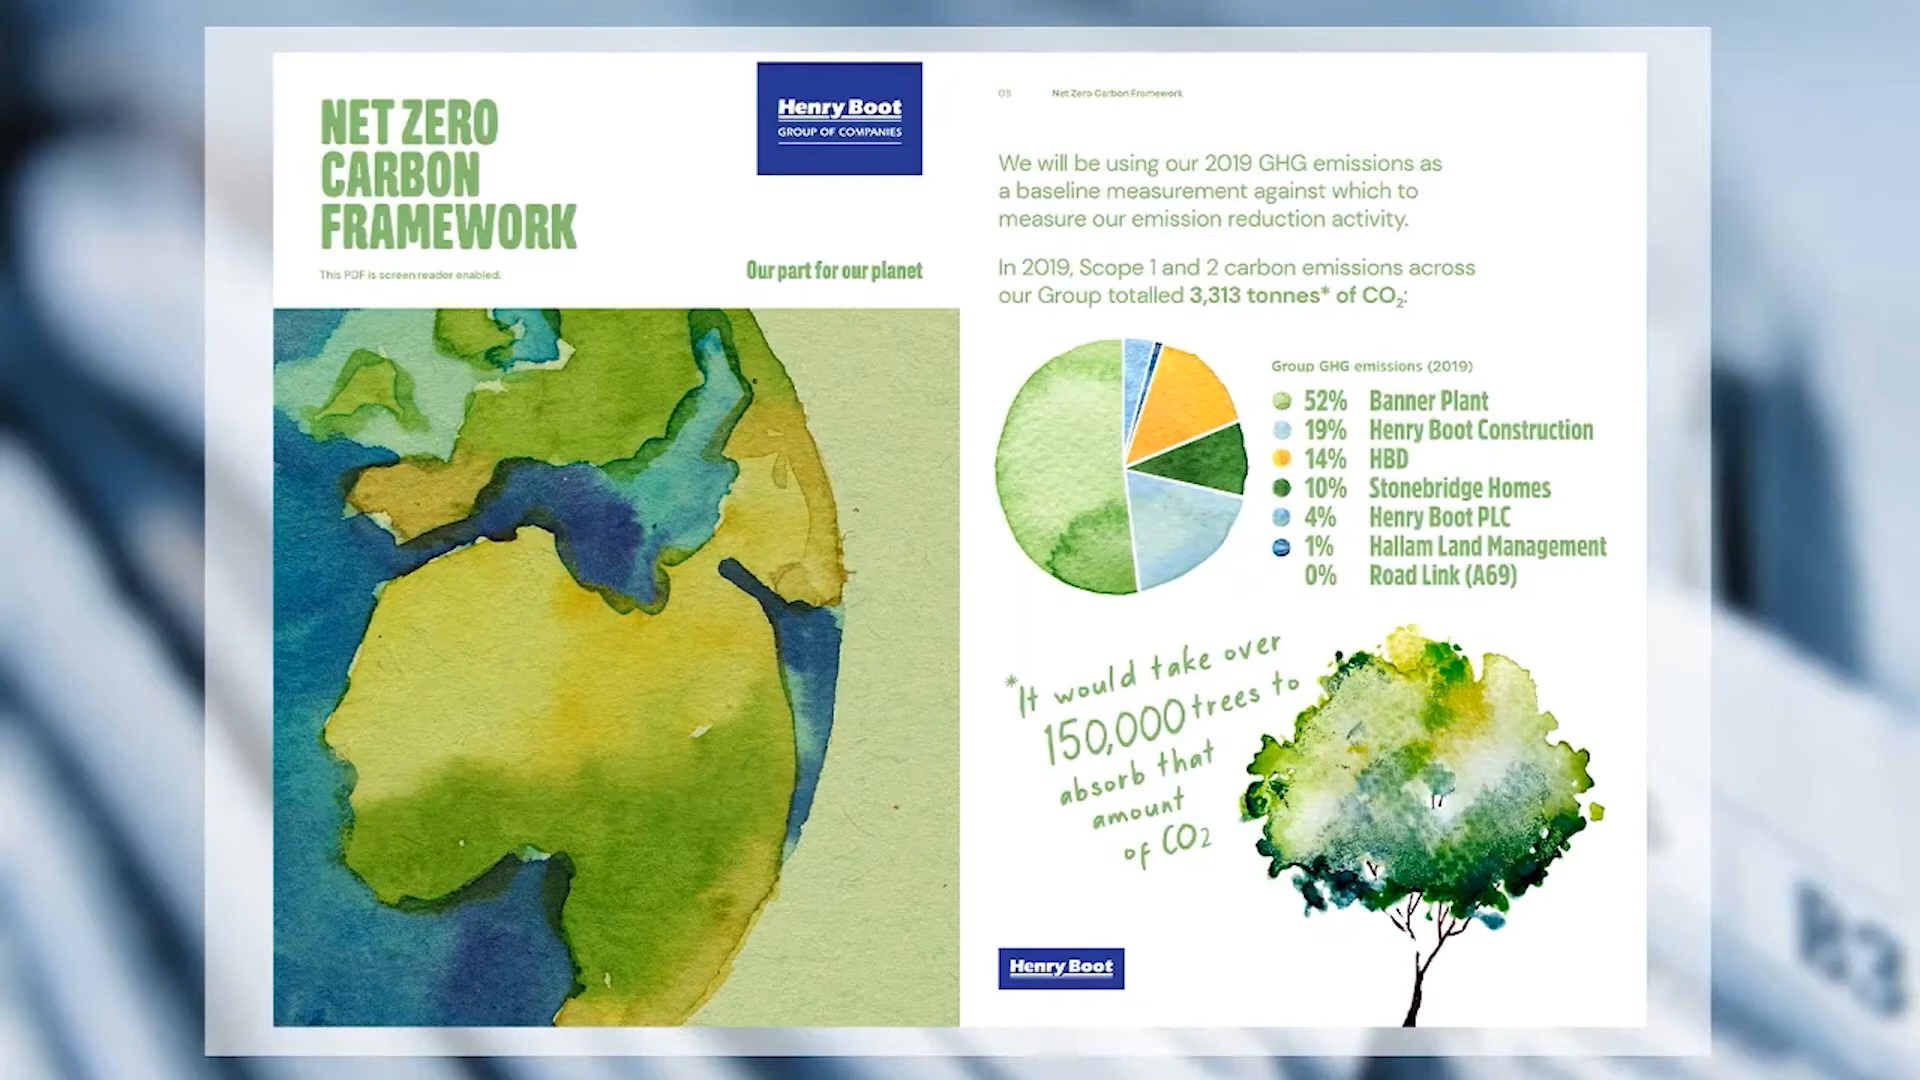 NET ZERO
CARBON
FRAMEWORK
This PDF is screen reader enabled.
Henry Boot
GROUP OF COMPANIES
Our part for our planet
08 Net Zero Carbon Framework
We will be using our 2019 GHG emissions as
a baseline measurement against which to
measure our emission reduction activity.
In 2019, Scope 1 and 2 carbon emissions across
our Group totalled 3,313 tonnes* of CO₂:
Group GHG emissions (2019)
52% Banner Plant
19% Henry Boot Construction
14% HBD
10% Stonebridge Homes
4% Henry Boot PLC
1% Hallam Land Management
0% Road Link (A69)
*It would take over
150,000 trees to
absorb that
amount
of CO2
Henry Boot